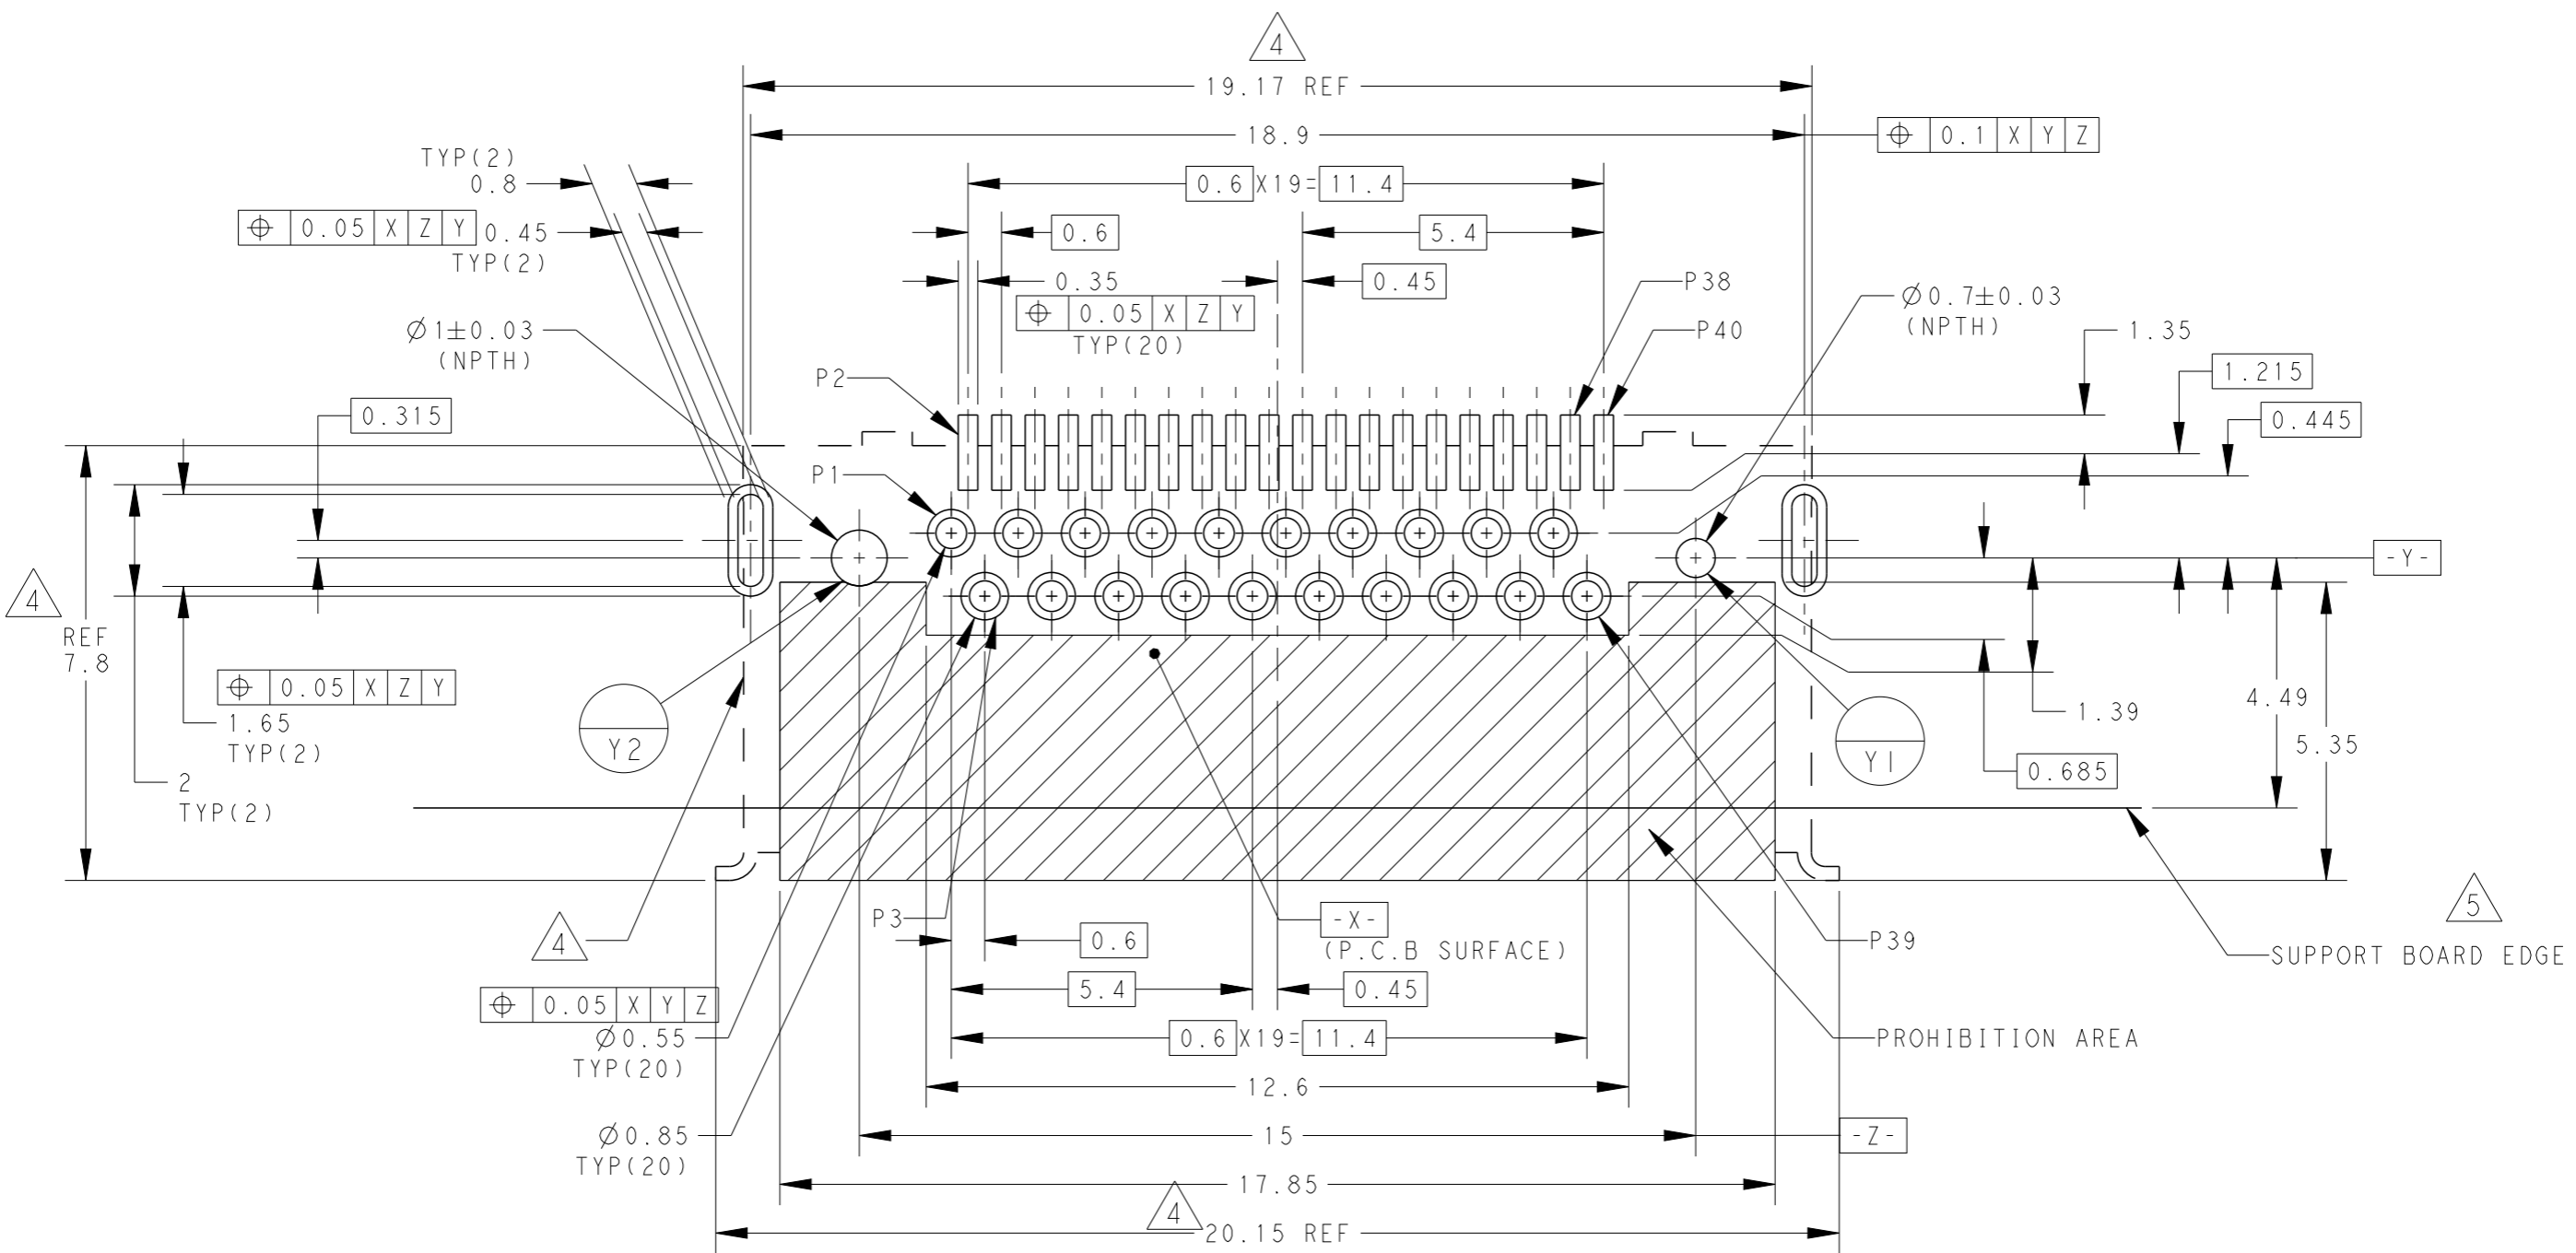 4
19.17 REF
18.9
⌖ 0.1 X Y Z
TYP(2)
0.8
0.6 X19= 11.4
⌖ 0.05 X Z Y
0.45
TYP(2)
0.6
5.4
0.35
0.45
⌖ 0.05 X Z Y
TYP(20)
P38
P40
Ø0.7±0.03
(NPTH)
Ø1±0.03
(NPTH)
1.35
1.215
0.445
P2
0.315
P1
-Y-
4
REF
7.8
⌖ 0.05 X Z Y
1.65
TYP(2)
2
TYP(2)
Y2
Y1
1.39
0.685
4.49
5.35
4
P3
0.6
-X-
(P.C.B SURFACE)
P39
5
SUPPORT BOARD EDGE
5.4
0.45
⌖ 0.05 X Y Z
Ø0.55
TYP(20)
0.6 X19= 11.4
PROHIBITION AREA
12.6
Ø0.85
TYP(20)
15
-Z-
17.85
4
20.15 REF